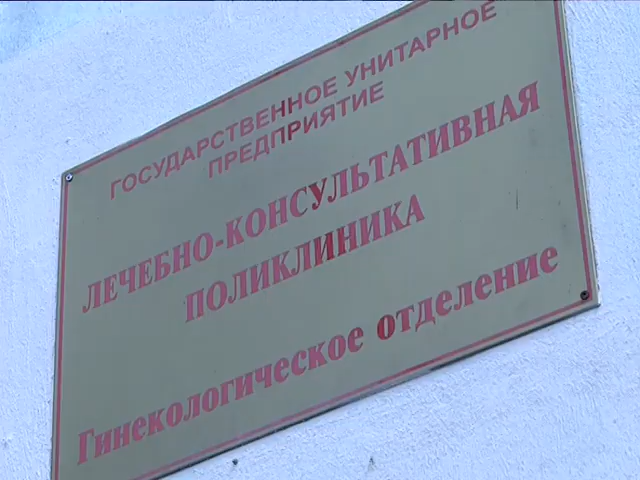 ГОСУДАРСТВЕННОЕ УНИТАРНОЕ
ПРЕДПРИЯТИЕ
ЛЕЧЕБНО-КОНСУЛЬТАТИВНАЯ
ПОЛИКЛИНИКА
Гинекологическое отделение